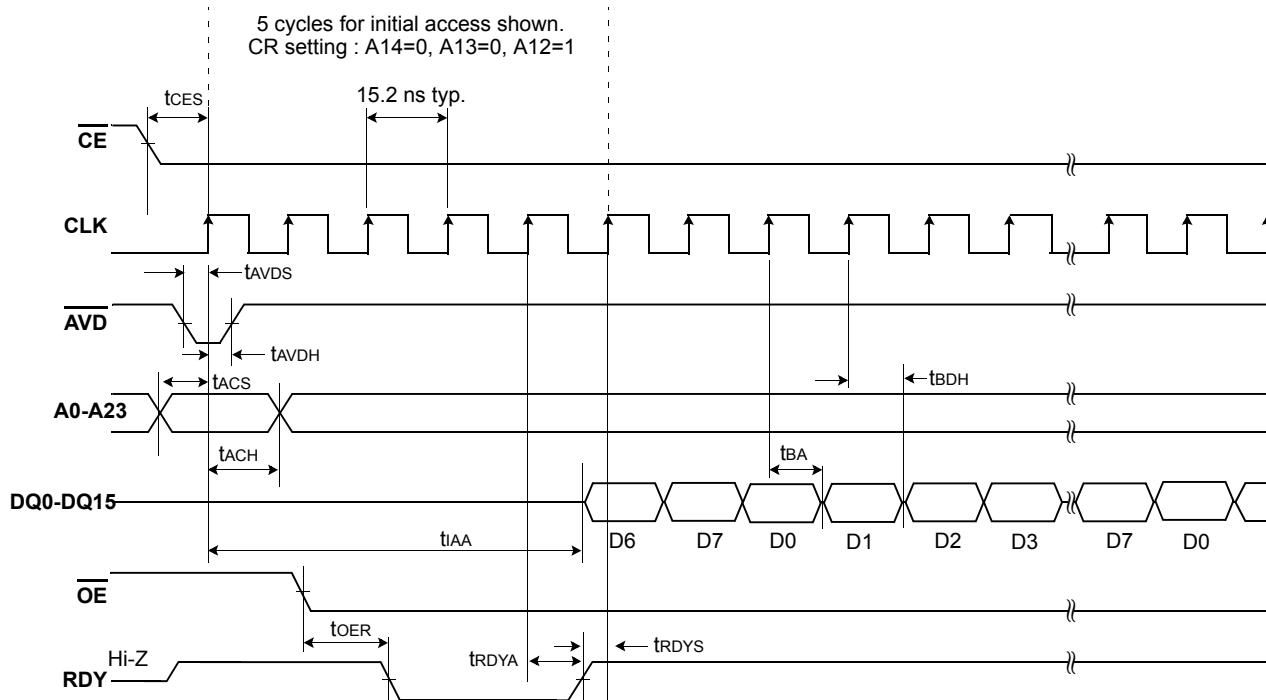 5 cycles for initial access shown.
CR setting : A14=0, A13=0, A12=1
tCES
15.2 ns typ.
CE
CLK
tAVDS
AVD
tAVDH
tACS
tBDH
A0-A23
tACH
tBA
DQ0-DQ15
tIAA
D6 D7 D0 D1 D2 D3 D7 D0
OE
tOER
tRDYA
tRDYS
Hi-Z
RDY